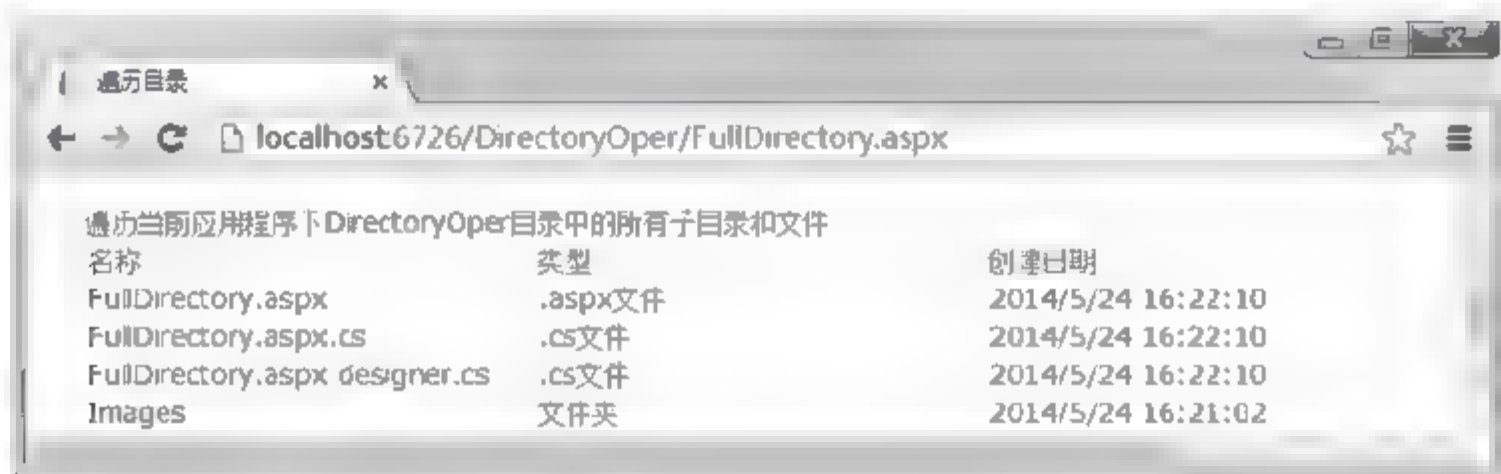 遍历目录
localhost:6726/DirectoryOper/FullDirectory.aspx
遍历当前应用程序下DirectoryOper目录中的所有子目录和文件
名称 类型 创建日期
FullDirectory.aspx .aspx文件 2014/5/24 16:22:10
FullDirectory.aspx.cs .cs文件 2014/5/24 16:22:10
FullDirectory.aspx.designer.cs .cs文件 2014/5/24 16:22:10
Images 文件夹 2014/5/24 16:21:02